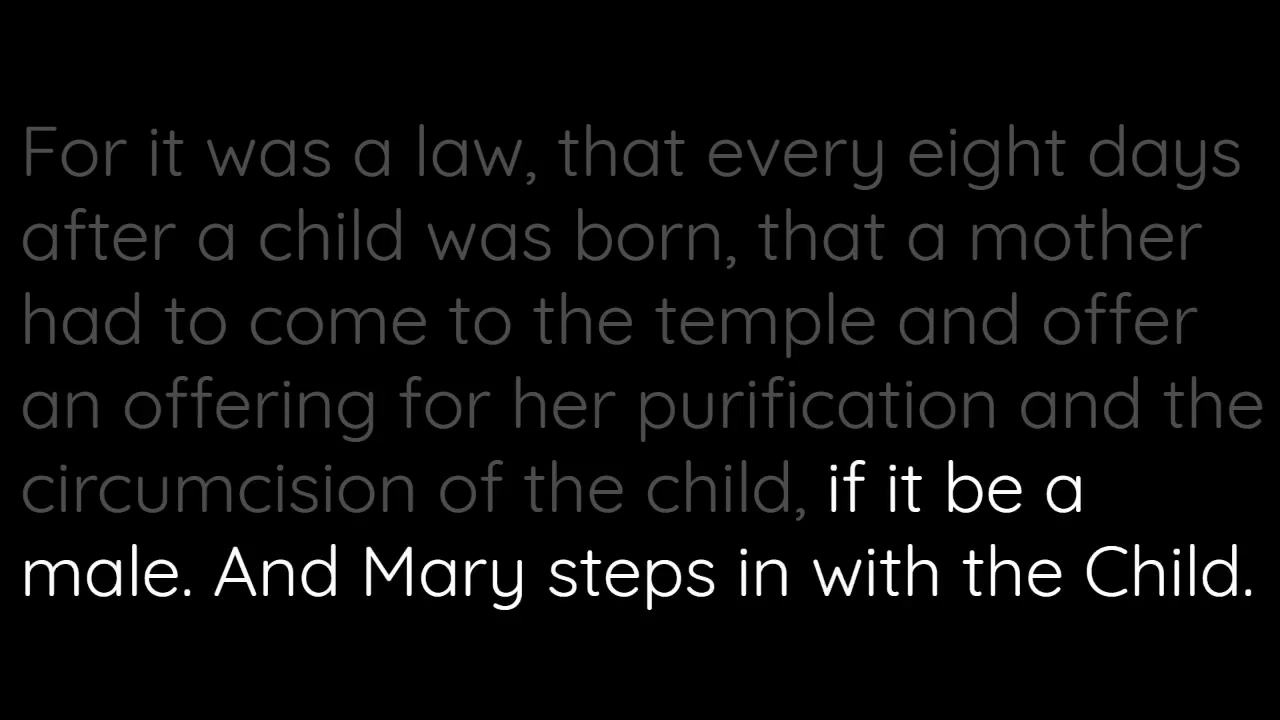 For it was a law, that every eight days
after a child was born, that a mother
had to come to the temple and offer
an offering for her purification and the
circumcision of the child, if it be a
male. And Mary steps in with the Child.